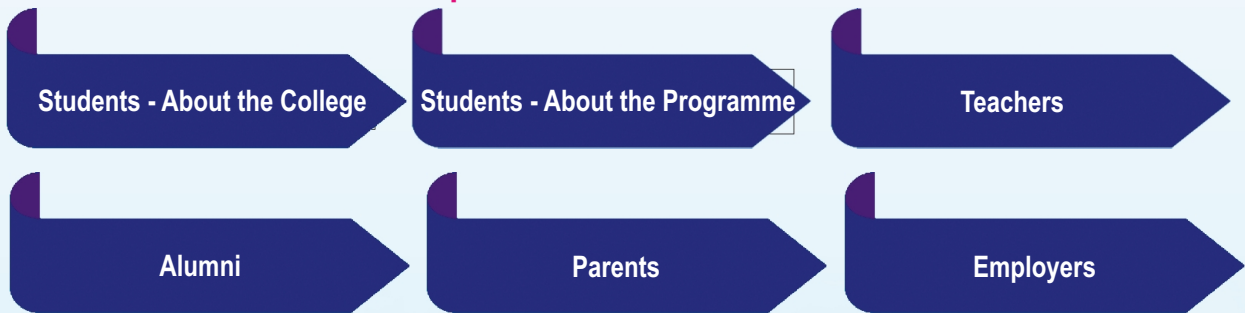 Students - About the College
Students - About the Programme
Teachers
Alumni
Parents
Employers